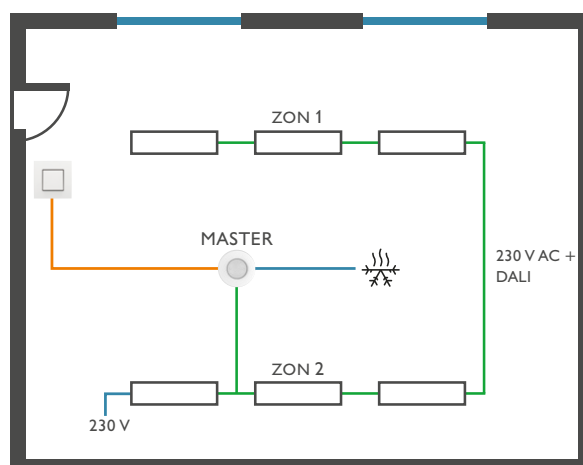 ZON 1
MASTER
230 V AC +
DALI
ZON 2
230 V